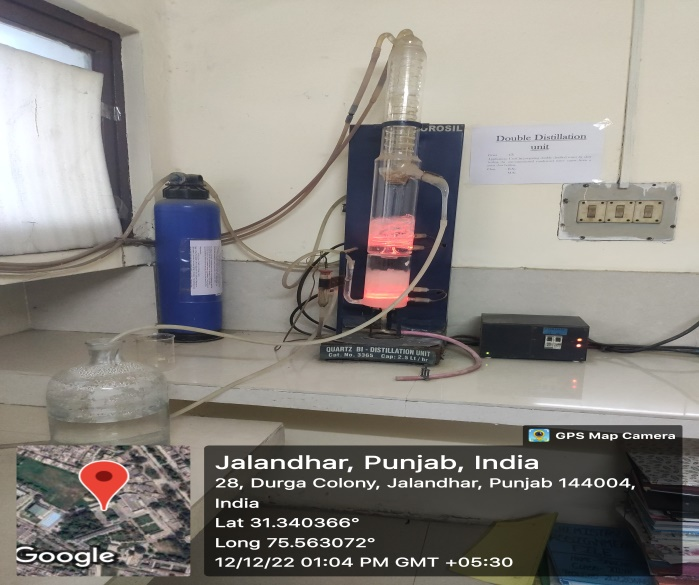 BOROSIL
Double Distillation
unit
QUARTZ BI - DISTILLATION UNIT
Cat. No. 3365 Cap: 2.5 Lt/hr
GPS Map Camera
Jalandhar, Punjab, India
28, Durga Colony, Jalandhar, Punjab 144004,
India
Lat 31.340366°
Long 75.563072°
12/12/22 01:04 PM GMT +05:30
Google